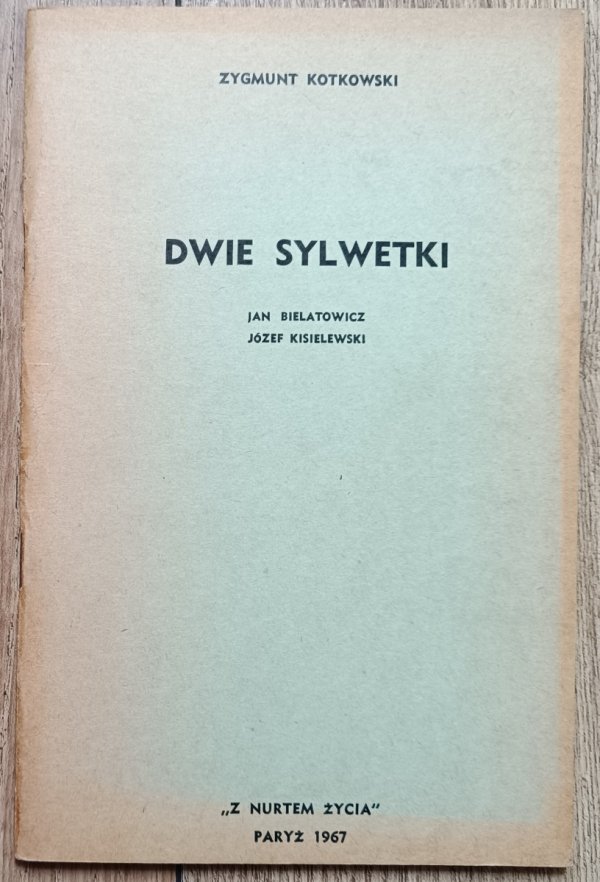 ZYGMUNT KOTKOWSKI
DWIE SYLWETKI
JAN BIELATOWICZ
JÓZEF KISIELEWSKI
„Z NURTEM ŻYCIA"
PARYŻ 1967